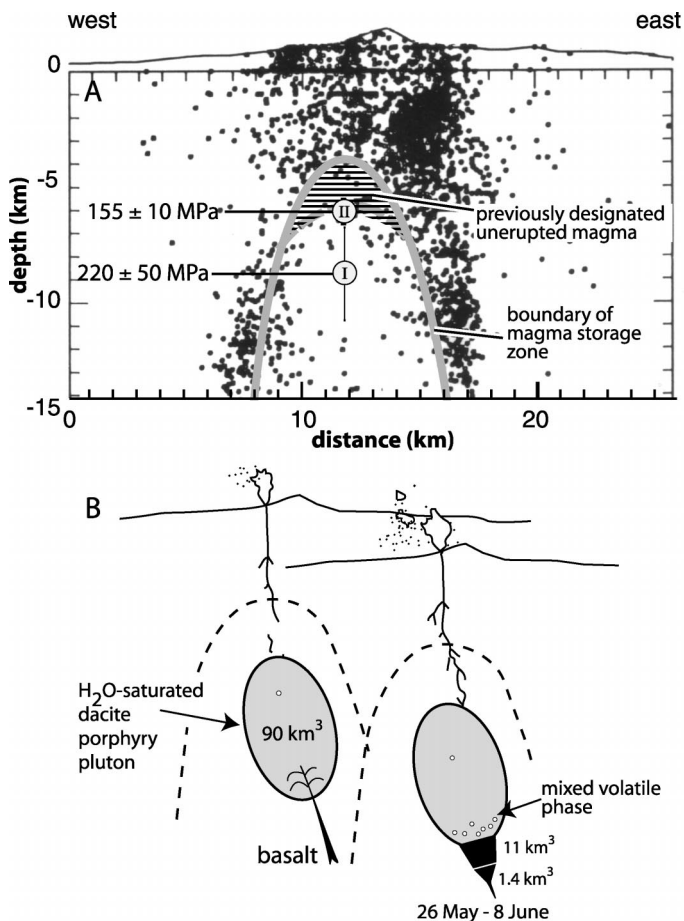 west
east
A
0
-5
-10
-15
depth (km)
155 ± 10 MPa
220 ± 50 MPa
II
I
previously designated
unerupted magma
boundary of
magma storage
zone
0
10
20
distance (km)
B
H₂O-saturated
dacite
porphyry
pluton
90 km³
basalt
mixed volatile
phase
11 km³
1.4 km³
26 May - 8 June